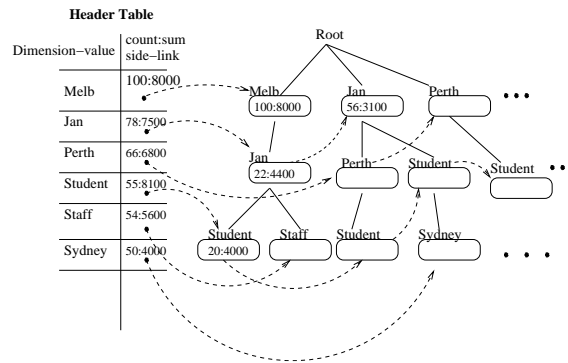 Header Table
Dimension–value
count:sum
side–link
Melb
100:8000
Jan
78:7500
Perth
66:6800
Student
55:8100
Staff
54:5600
Sydney
50:4000
Root
Melb
100:8000
Jan
56:3100
Perth
Jan
22:4400
Perth
Student
Student
Student
20:4000
Staff
Student
Sydney